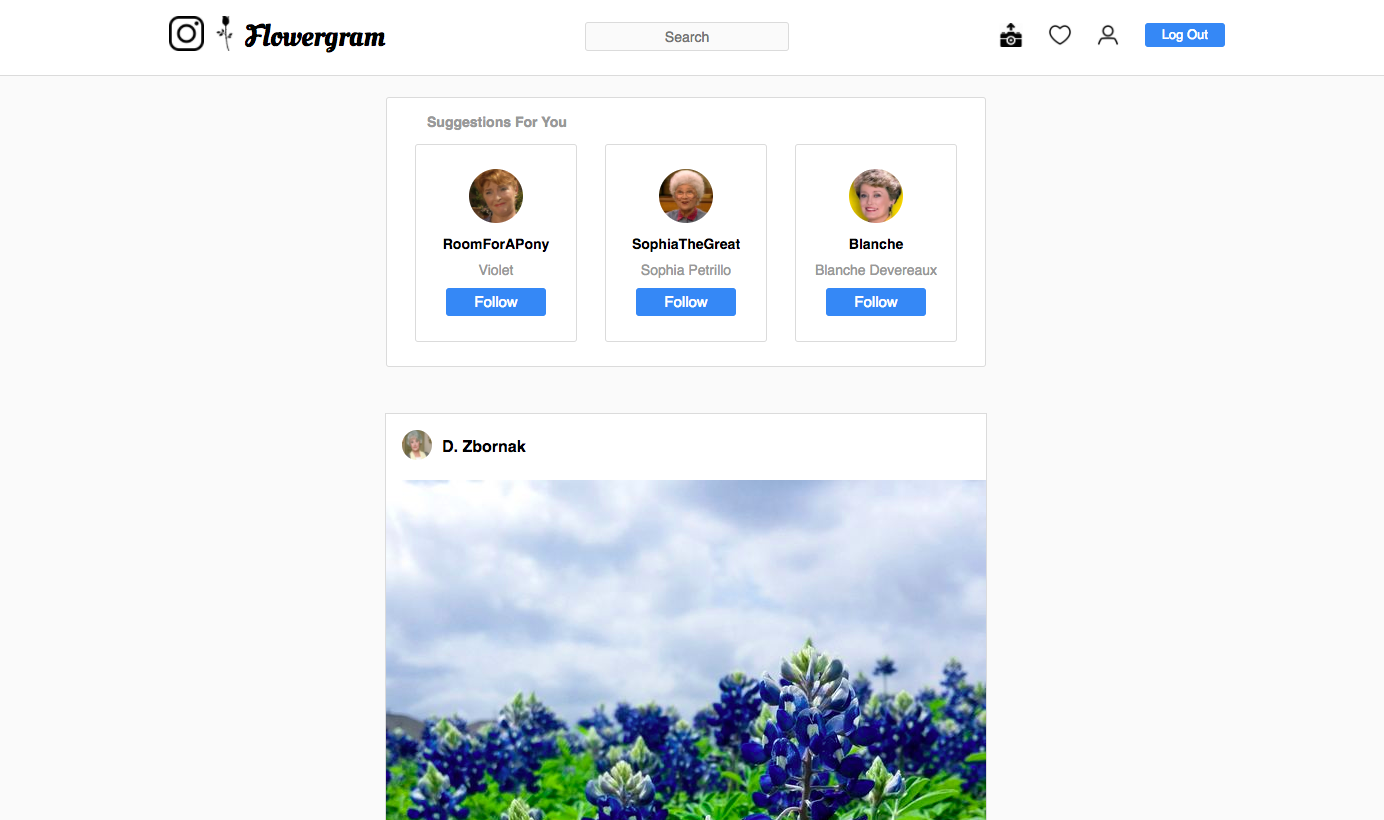 Flowergram
Search
Log Out
Suggestions For You
RoomForAPony
Violet
Follow
SophiaTheGreat
Sophia Petrillo
Follow
Blanche
Blanche Devereaux
Follow
D. Zbornak